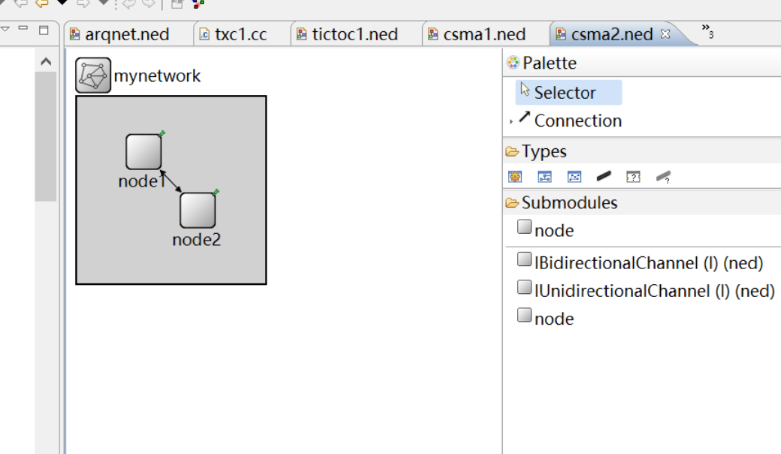 arqnet.ned txc1.cc tictoc1.ned csma1.ned csma2.ned »3
mynetwork
node1
node2
Palette
Selector
Connection
Types
Submodules
node
IBidirectionalChannel (I) (ned)
IUnidirectionalChannel (I) (ned)
node